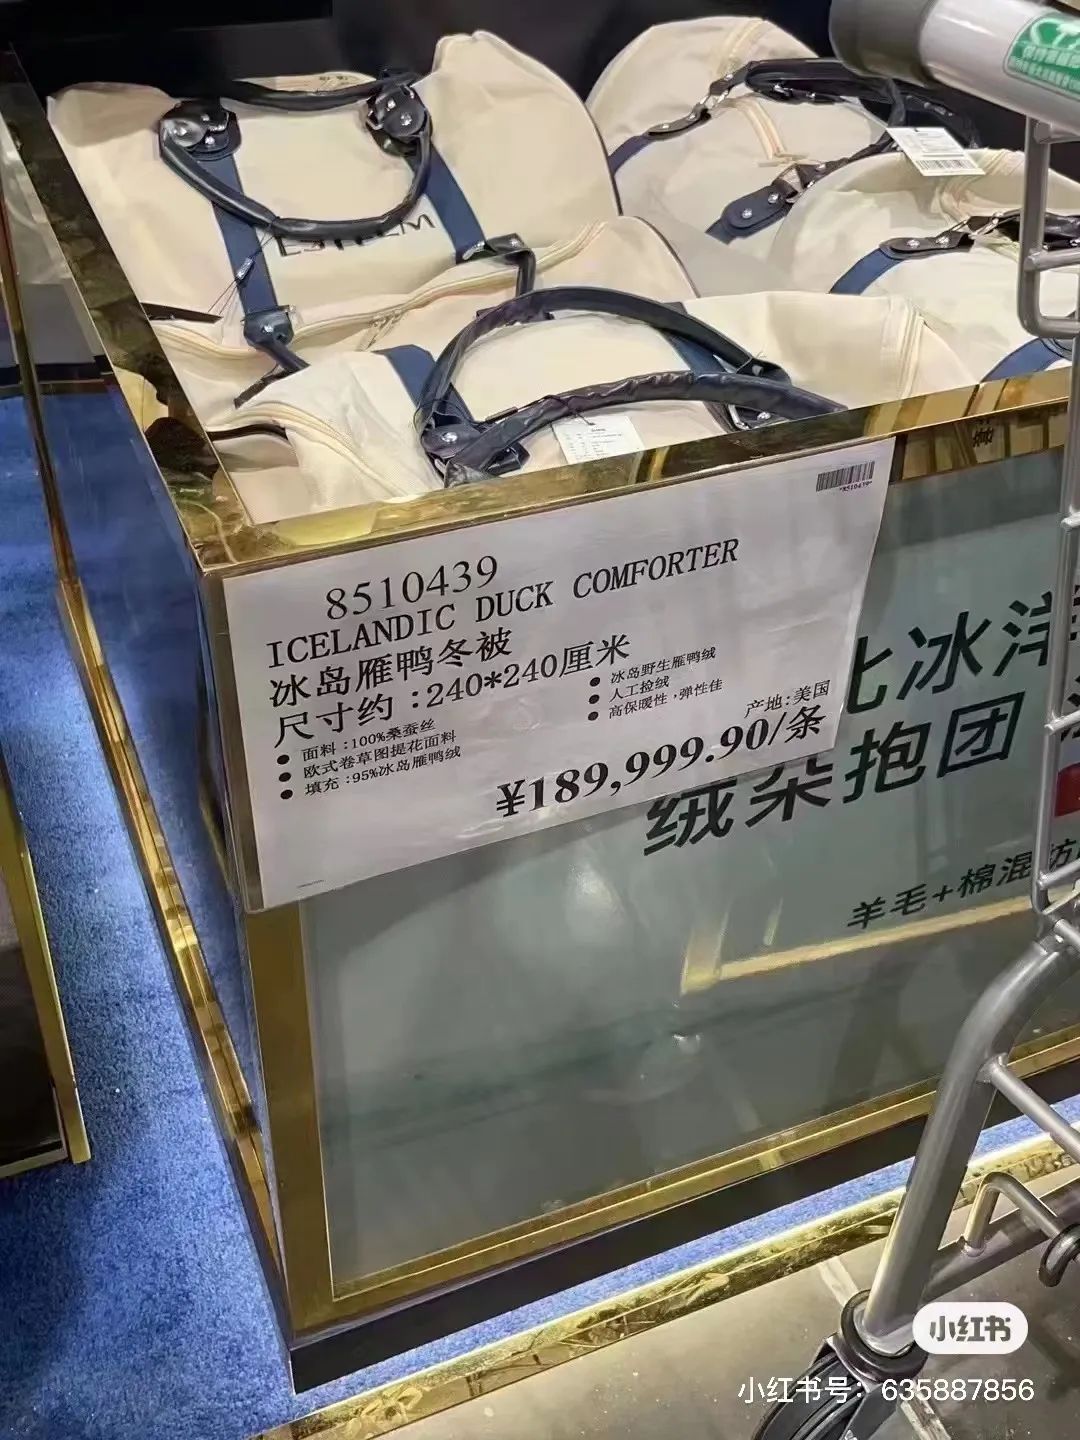 8510439
*8510439*
ICELANDIC DUCK COMFORTER
冰岛雁鸭冬被
尺寸约:240*240厘米
● 面料:100%桑蚕丝
● 欧式卷草图提花面料
● 填充:95%冰岛雁鸭绒
● 冰岛野生雁鸭绒
● 人工捡绒
● 高保暖性,弹性佳
产地:美国
¥189,999.90/条
冰洋
绒朵抱团
羊毛+棉混纺
小红书
小红书号：635887856